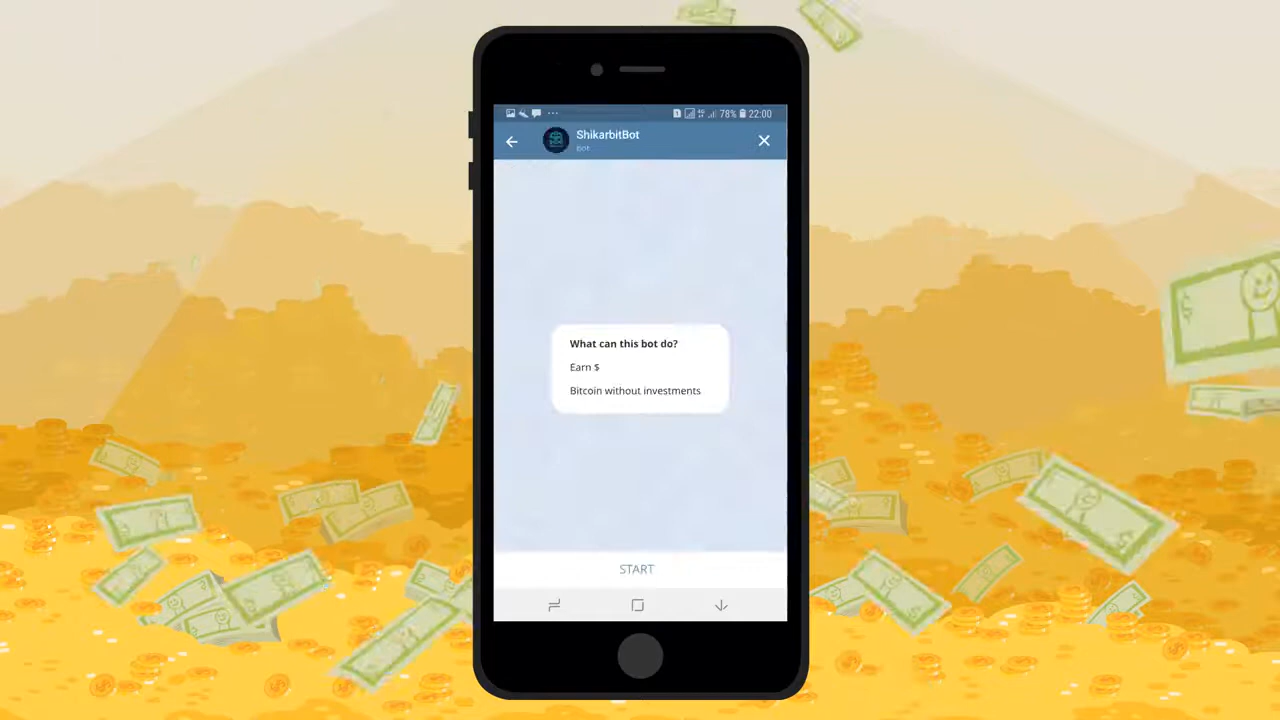 78% 22:00
ShikarbitBot
bot
What can this bot do?
Earn $
Bitcoin without investments
START